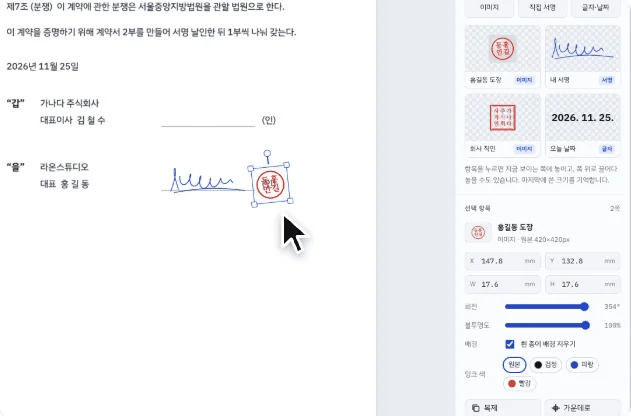 제7조 (분쟁) 이 계약에 관한 분쟁은 서울중앙지방법원을 관할 법원으로 한다.
이 계약을 증명하기 위해 계약서 2부를 만들어 서명 날인한 뒤 1부씩 나눠 갖는다.
2026년 11월 25일
“갑” 가나다 주식회사
대표이사 김 철 수 (인)
“을” 라온스튜디오
대표 홍 길 동
이미지 직접 서명 글자·날짜
홍길동 도장 이미지
내 서명 서명
회사 직인 이미지
2026. 11. 25.
오늘 날짜 글자
항목을 누르면 지금 보이는 쪽에 놓이고, 쪽 위로 끌어다
놓을 수도 있습니다. 마지막에 쓴 크기를 기억합니다.
선택 항목 2쪽
홍길동 도장
이미지 · 원본 420×420px
X 147.8 mm
Y 132.8 mm
W 17.6 mm
H 17.6 mm
회전 354°
불투명도 100%
배경 흰 종이 배경 지우기
잉크 색 원본 검정 파랑
빨강
복제 가운데로